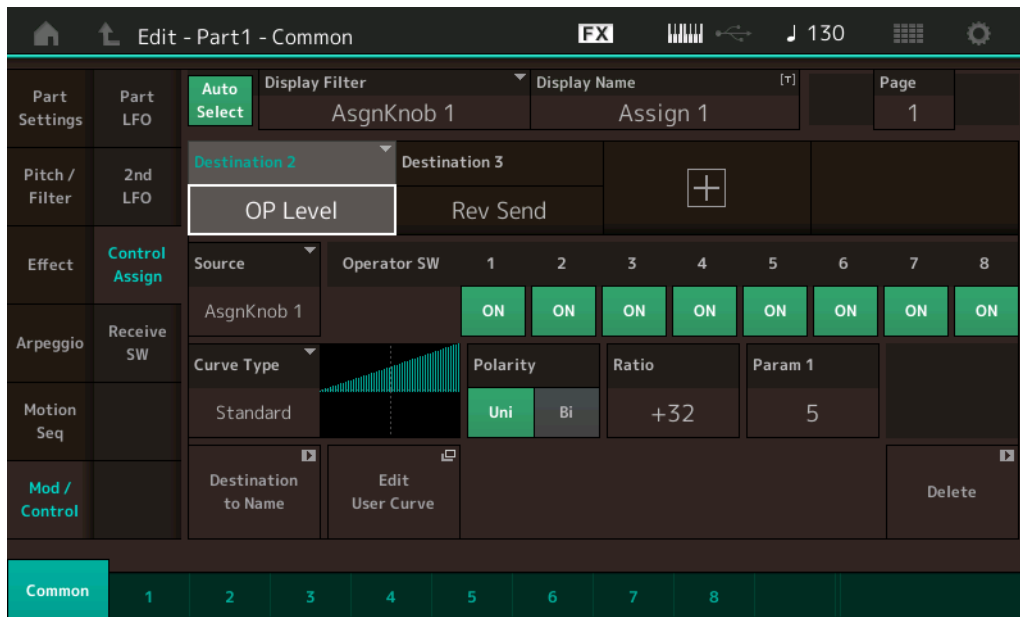 Edit - Part1 - Common FX 130
Auto Select Display Filter Display Name [T] Page
AsgnKnob 1 Assign 1 1
Part Settings
Part LFO
Destination 2 Destination 3
OP Level Rev Send
Pitch / Filter
2nd LFO
Source Operator SW 1 2 3 4 5 6 7 8
AsgnKnob 1 ON ON ON ON ON ON ON ON
Effect
Control Assign
Arpeggio
Receive SW
Curve Type Polarity Ratio Param 1
Standard Uni Bi +32 5
Motion Seq
Mod / Control
Destination to Name
Edit User Curve
Delete
Common 1 2 3 4 5 6 7 8